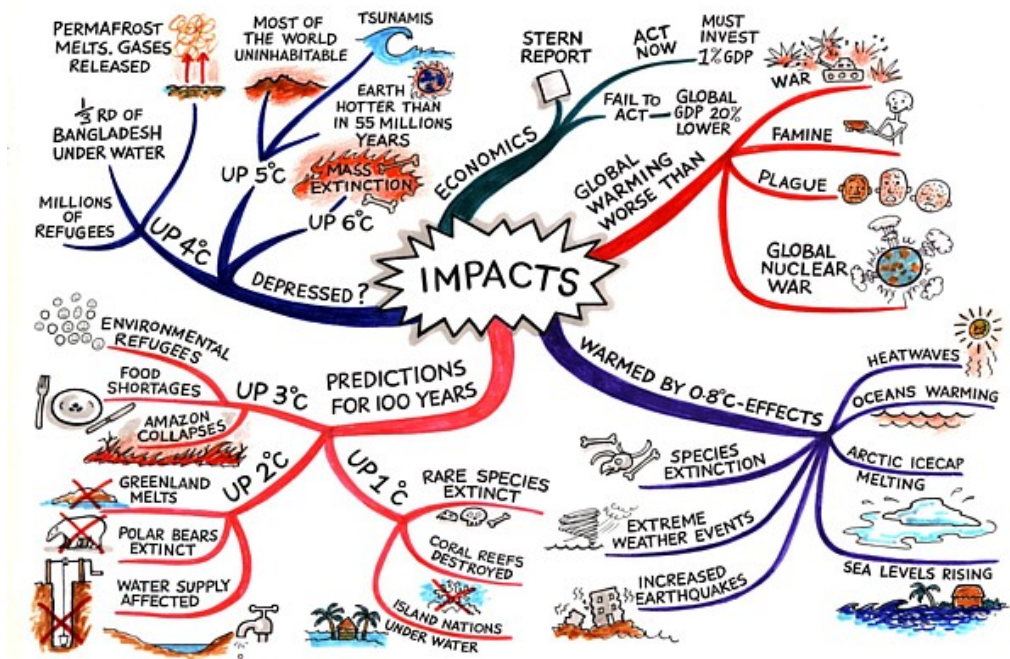 IMPACTS
ECONOMICS
STERN
REPORT
ACT
NOW
MUST
INVEST
1% GDP
FAIL TO
ACT
GLOBAL
GDP 20%
LOWER
GLOBAL
WARMING
WORSE THAN
WAR
FAMINE
PLAGUE
GLOBAL
NUCLEAR
WAR
WARMED BY 0.8°C-EFFECTS
HEATWAVES
OCEANS WARMING
ARCTIC ICECAP
MELTING
SEA LEVELS RISING
SPECIES
EXTINCTION
EXTREME
WEATHER EVENTS
INCREASED
EARTHQUAKES
PREDICTIONS
FOR 100 YEARS
UP 1°C
RARE SPECIES
EXTINCT
CORAL REEFS
DESTROYED
ISLAND NATIONS
UNDER WATER
UP 2°C
GREENLAND
MELTS
POLAR BEARS
EXTINCT
WATER SUPPLY
AFFECTED
UP 3°C
ENVIRONMENTAL
REFUGEES
FOOD
SHORTAGES
AMAZON
COLLAPSES
DEPRESSED?
UP 4°C
MILLIONS
OF REFUGEES
1/3 RD OF
BANGLADESH
UNDER WATER
PERMAFROST
MELTS. GASES
RELEASED
UP 5°C
MOST OF
THE WORLD
UNINHABITABLE
TSUNAMIS
EARTH
HOTTER THAN
IN 55 MILLIONS
YEARS
UP 6°C
MASS
EXTINCTION